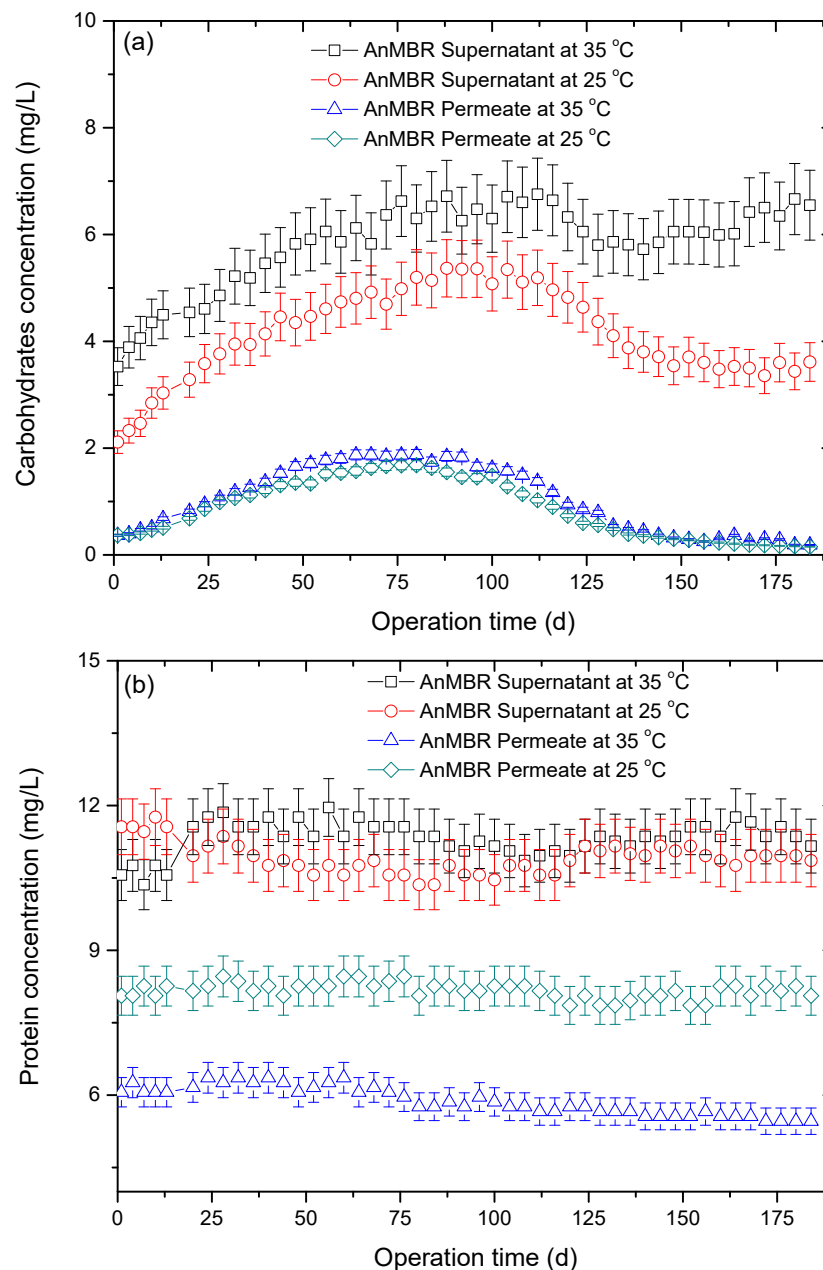 (a)
AnMBR Supernatant at 35 °C
AnMBR Supernatant at 25 °C
AnMBR Permeate at 35 °C
AnMBR Permeate at 25 °C
Carbohydrates concentration (mg/L)
10
8
6
4
2
0
0 25 50 75 100 125 150 175
Operation time (d)
(b)
AnMBR Supernatant at 35 °C
AnMBR Supernatant at 25 °C
AnMBR Permeate at 35 °C
AnMBR Permeate at 25 °C
Protein concentration (mg/L)
15
12
9
6
0 25 50 75 100 125 150 175
Operation time (d)